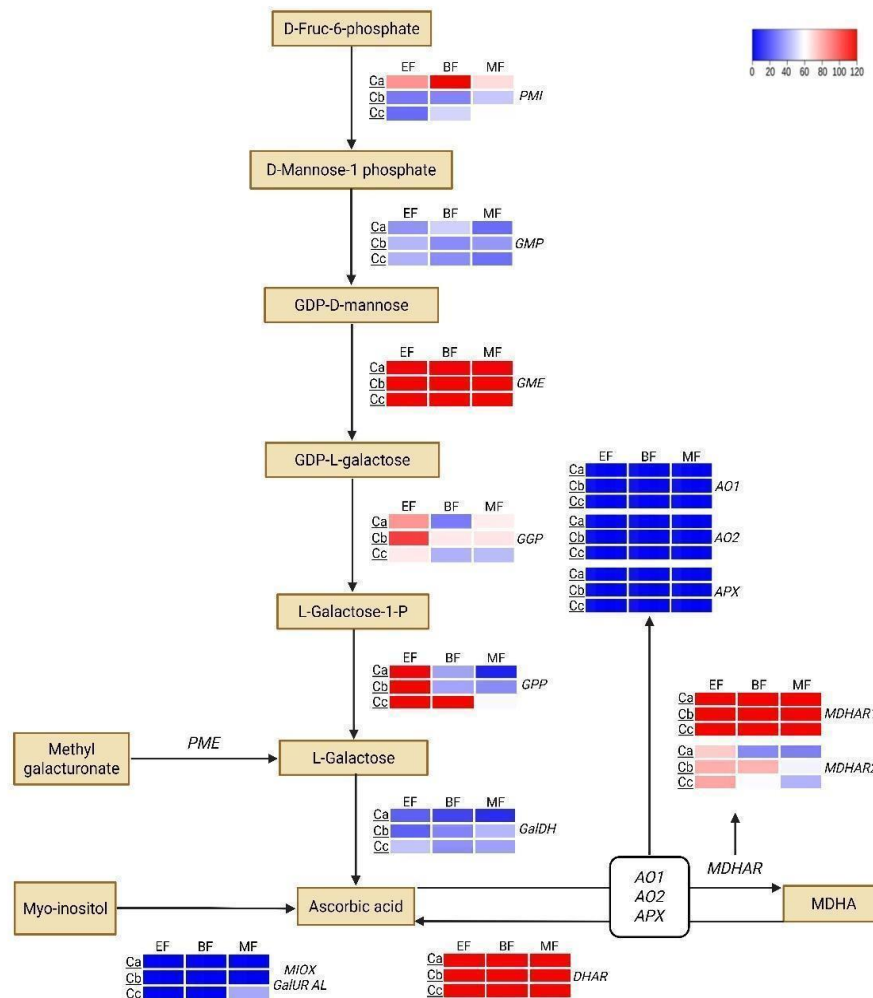 D-Fruc-6-phosphate
0 20 40 60 80 100 120
EF BF MF
Ca
Cb PMI
Cc
D-Mannose-1 phosphate
EF BF MF
Ca
Cb GMP
Cc
GDP-D-mannose
EF BF MF
Ca
Cb GME
Cc
GDP-L-galactose
EF BF MF
Ca
Cb GGP
Cc
EF BF MF
Ca
Cb AO1
Cc
Ca
Cb AO2
Cc
Ca
Cb APX
Cc
L-Galactose-1-P
EF BF MF
Ca
Cb GPP
Cc
EF BF MF
Ca
Cb MDHAR1
Cc
Ca
Cb MDHAR2
Cc
Methyl
galacturonate
PME
L-Galactose
EF BF MF
Ca
Cb GalDH
Cc
MDHAR
Myo-inositol
Ascorbic acid
AO1
AO2
APX
MDHA
EF BF MF
Ca
Cb MIOX
Cc GalUR AL
EF BF MF
Ca
Cb DHAR
Cc